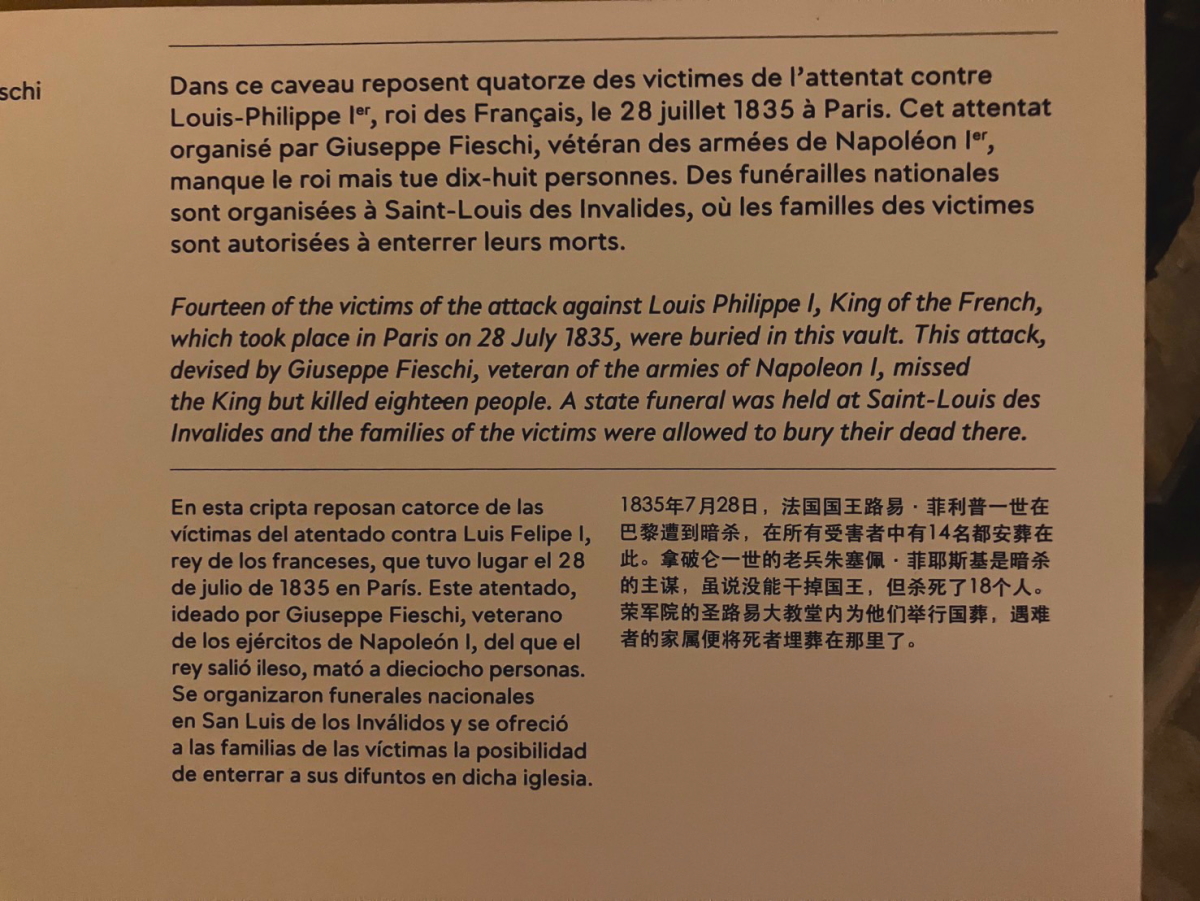 schi
Dans ce caveau reposent quatorze des victimes de l'attentat contre
Louis-Philippe Ier, roi des Français, le 28 juillet 1835 à Paris. Cet attentat
organisé par Giuseppe Fieschi, vétéran des armées de Napoléon Ier,
manque le roi mais tue dix-huit personnes. Des funérailles nationales
sont organisées à Saint-Louis des Invalides, où les familles des victimes
sont autorisées à enterrer leurs morts.
Fourteen of the victims of the attack against Louis Philippe I, King of the French,
which took place in Paris on 28 July 1835, were buried in this vault. This attack,
devised by Giuseppe Fieschi, veteran of the armies of Napoleon I, missed
the King but killed eighteen people. A state funeral was held at Saint-Louis des
Invalides and the families of the victims were allowed to bury their dead there.
En esta cripta reposan catorce de las
víctimas del atentado contra Luis Felipe I,
rey de los franceses, que tuvo lugar el 28
de julio de 1835 en París. Este atentado,
ideado por Giuseppe Fieschi, veterano
de los ejércitos de Napoleón I, del que el
rey salió ileso, mató a dieciocho personas.
Se organizaron funerales nacionales
en San Luis de los Inválidos y se ofreció
a las familias de las víctimas la posibilidad
de enterrar a sus difuntos en dicha iglesia.
1835年7月28日，法国国王路易·菲利普一世在
巴黎遭到暗杀，在所有受害者中有14名都安葬在
此。拿破仑一世的老兵朱塞佩·菲耶斯基是暗杀
的主谋，虽说没能干掉国王，但杀死了18个人。
荣军院的圣路易大教堂内为他们举行国葬，遇难
者的家属便将死者埋葬在那里了。